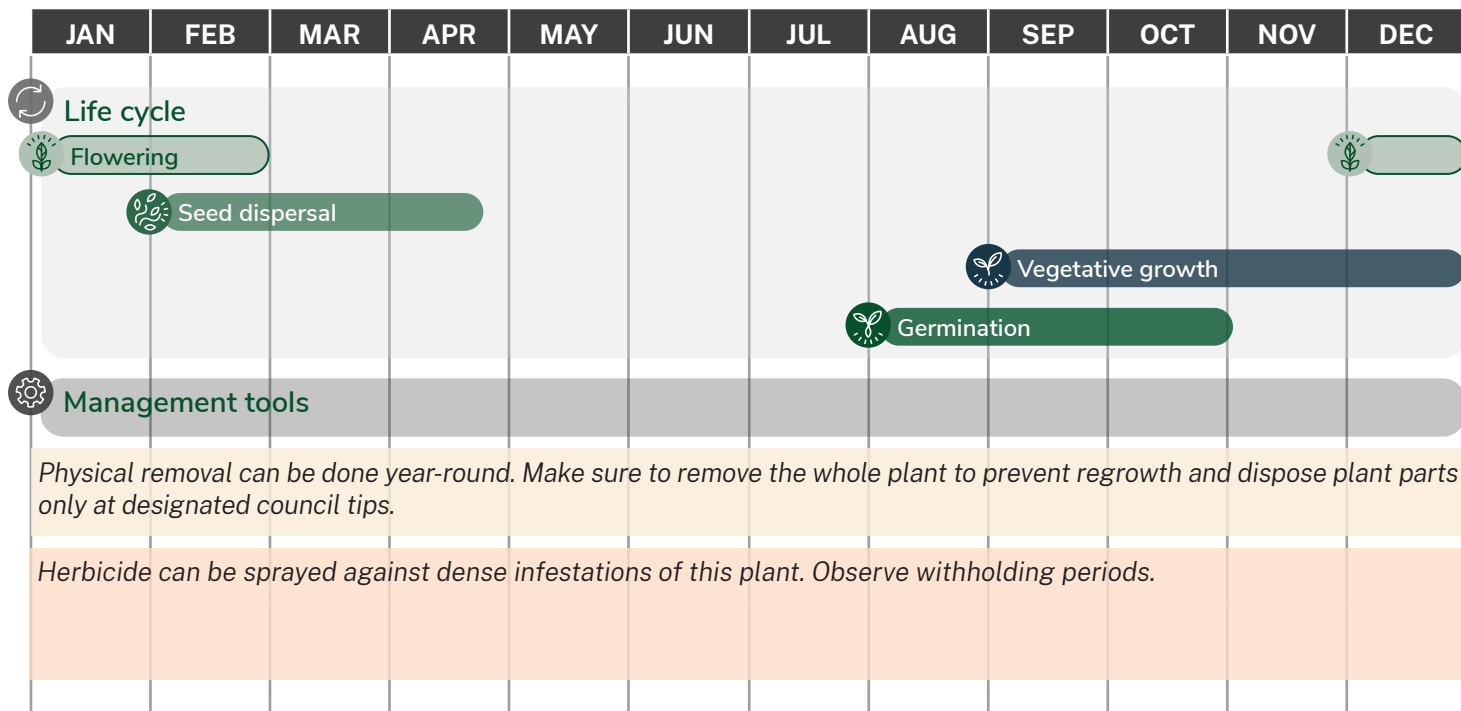 JAN FEB MAR APR MAY JUN JUL AUG SEP OCT NOV DEC
Life cycle
Flowering
Seed dispersal
Vegetative growth
Germination
Management tools
Physical removal can be done year-round. Make sure to remove the whole plant to prevent regrowth and dispose plant parts
only at designated council tips.
Herbicide can be sprayed against dense infestations of this plant. Observe withholding periods.